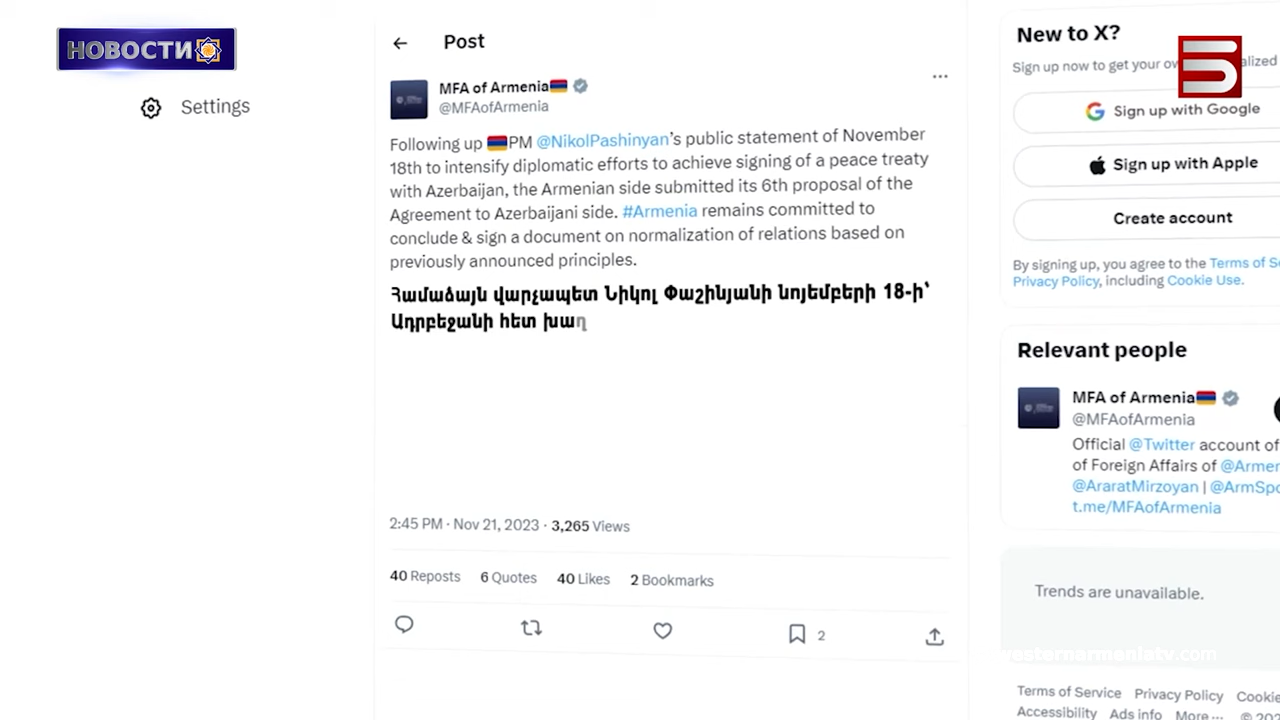 НОВОСТИ
Settings
Post
MFA of Armenia
@MFAofArmenia
Following up PM @NikolPashinyan's public statement of November
18th to intensify diplomatic efforts to achieve signing of a peace treaty
with Azerbaijan, the Armenian side submitted its 6th proposal of the
Agreement to Azerbaijani side. #Armenia remains committed to
conclude & sign a document on normalization of relations based on
previously announced principles.
Համաձայն վարչապետ Նիկոլ Փաշինյանի նոյեմբերի 18-ի՝
Ադրբեջանի հետ խաղ
2:45 PM · Nov 21, 2023 · 3,265 Views
40 Reposts 6 Quotes 40 Likes 2 Bookmarks
2
New to X?
Sign up now to get your
Sign up with Google
Sign up with Apple
Create account
By signing up, you agree to the Terms of
Privacy Policy, including Cookie Use.
Relevant people
MFA of Armenia
@MFAofArmenia
Official @Twitter account of
of Foreign Affairs of
@AraratMirzoyan |
t.me/MFAofArmenia
Trends are unavailable.
westernarmeniatv.com
Terms of Service Privacy Policy Cookie
Accessibility Ads info More ··· ©
5